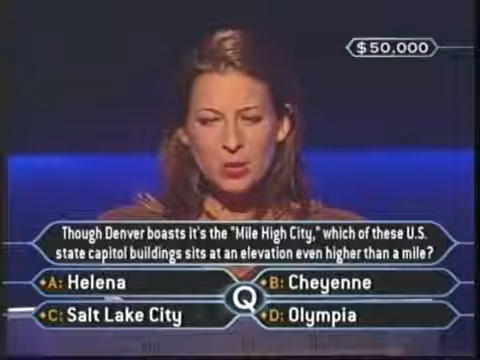 $50,000
Though Denver boasts it's the "Mile High City," which of these U.S.
state capitol buildings sits at an elevation even higher than a mile?
A: Helena
B: Cheyenne
Q
C: Salt Lake City
D: Olympia